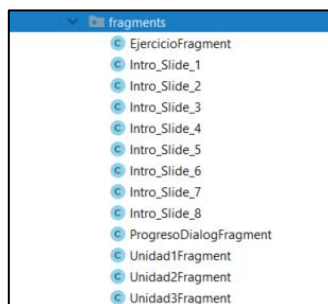 fragments
EjercicioFragment
Intro_Slide_1
Intro_Slide_2
Intro_Slide_3
Intro_Slide_4
Intro_Slide_5
Intro_Slide_6
Intro_Slide_7
Intro_Slide_8
ProgresoDialogFragment
Unidad1Fragment
Unidad2Fragment
Unidad3Fragment